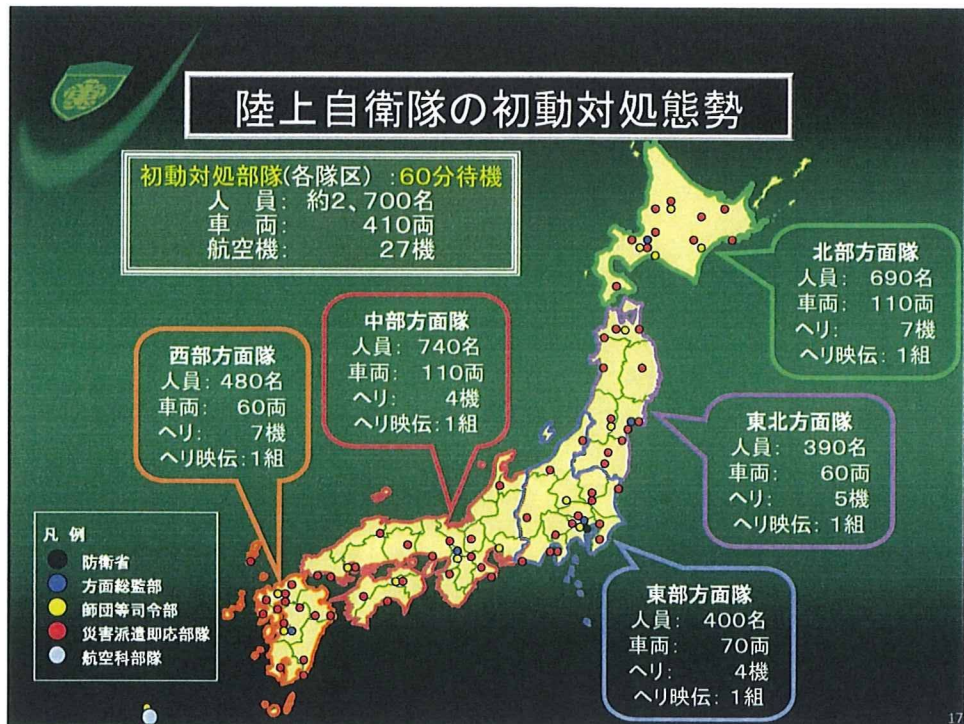 陸上自衛隊の初動対処態勢
初動対処部隊(各隊区) :60分待機
人 員: 約2、700名
車 両: 410両
航空機: 27機
北部方面隊
人員: 690名
車両: 110両
ヘリ: 7機
ヘリ映伝:1組
中部方面隊
人員: 740名
車両: 110両
ヘリ: 4機
ヘリ映伝:1組
西部方面隊
人員: 480名
車両: 60両
ヘリ: 7機
ヘリ映伝:1組
東北方面隊
人員: 390名
車両: 60両
ヘリ: 5機
ヘリ映伝:1組
東部方面隊
人員: 400名
車両: 70両
ヘリ: 4機
ヘリ映伝:1組
凡 例
防衛省
方面総監部
師団等司令部
災害派遣即応部隊
航空科部隊
17